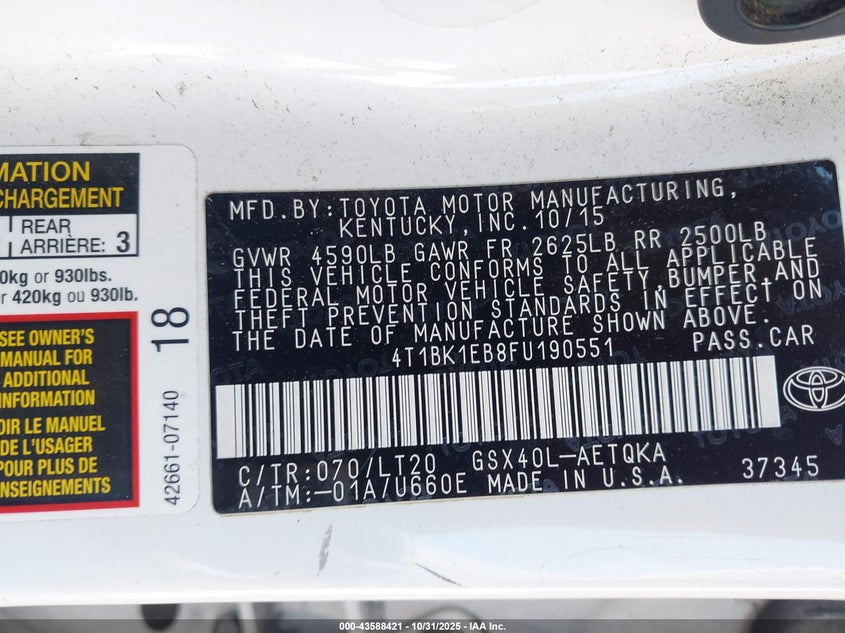 MATION
CHARGEMENT
REAR
ARRIÈRE: 3
0kg or 930lbs.
r 420kg ou 930lb.
SEE OWNER'S
MANUAL FOR
ADDITIONAL
INFORMATION
OIR LE MANUEL
DE L'USAGER
POUR PLUS DE
ENSEIGNEMENTS
18
42661-07140
MFD.BY:TOYOTA MOTOR MANUFACTURING,
KENTUCKY,INC.10/15
GVWR 4590LB GAWR FR 2625LB RR 2500LB
THIS VEHICLE CONFORMS TO ALL APPLICABLE
FEDERAL MOTOR VEHICLE SAFETY,BUMPER,AND
THEFT PREVENTION STANDARDS IN EFFECT ON
THE DATE OF MANUFACTURE SHOWN ABOVE.
4T1BK1EB8FU190551 PASS.CAR
C/TR:070/LT20 GSX40L-AETQKA
A/TM:-01A/U660E MADE IN U.S.A. 37345
000-43588421 - 10/31/2025 - IAA Inc.